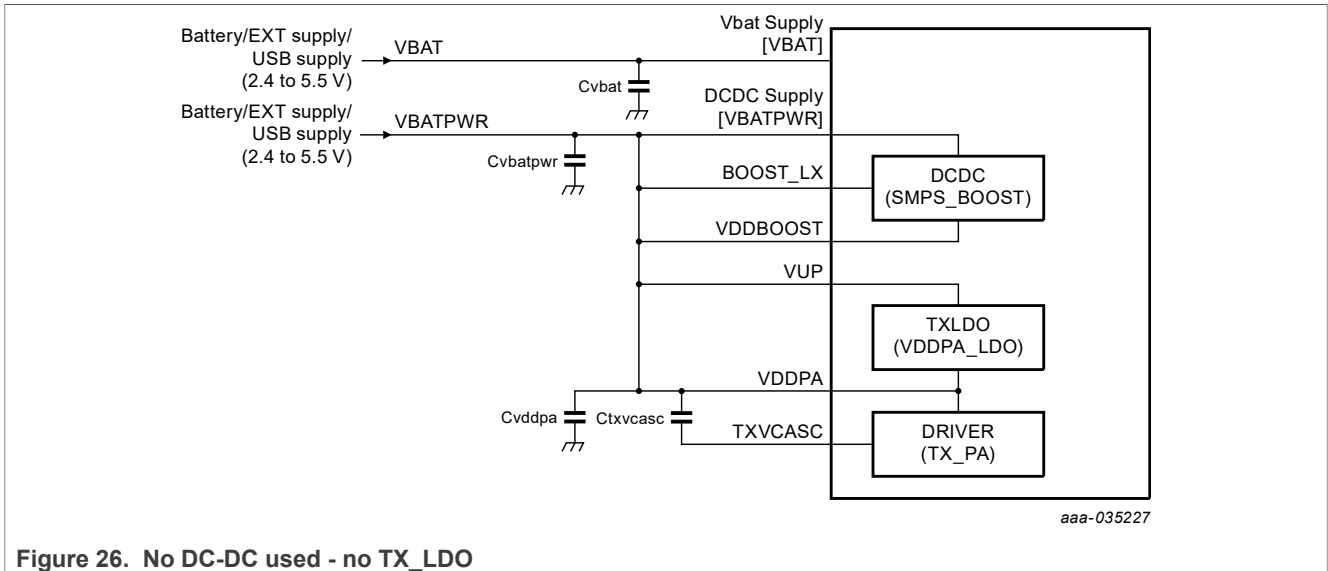 Battery/EXT supply/
USB supply
(2.4 to 5.5 V)
VBAT
Vbat Supply
[VBAT]
Cvbat
Battery/EXT supply/
USB supply
(2.4 to 5.5 V)
VBATPWR
DCDC Supply
[VBATPWR]
Cvbatpwr
BOOST_LX
DCDC
(SMPS_BOOST)
VDDBOOST
VUP
TXLDO
(VDDPA_LDO)
VDDPA
Cvddpa
Ctxvcasc
TXVCASC
DRIVER
(TX_PA)
aaa-035227
Figure 26. No DC-DC used - no TX_LDO